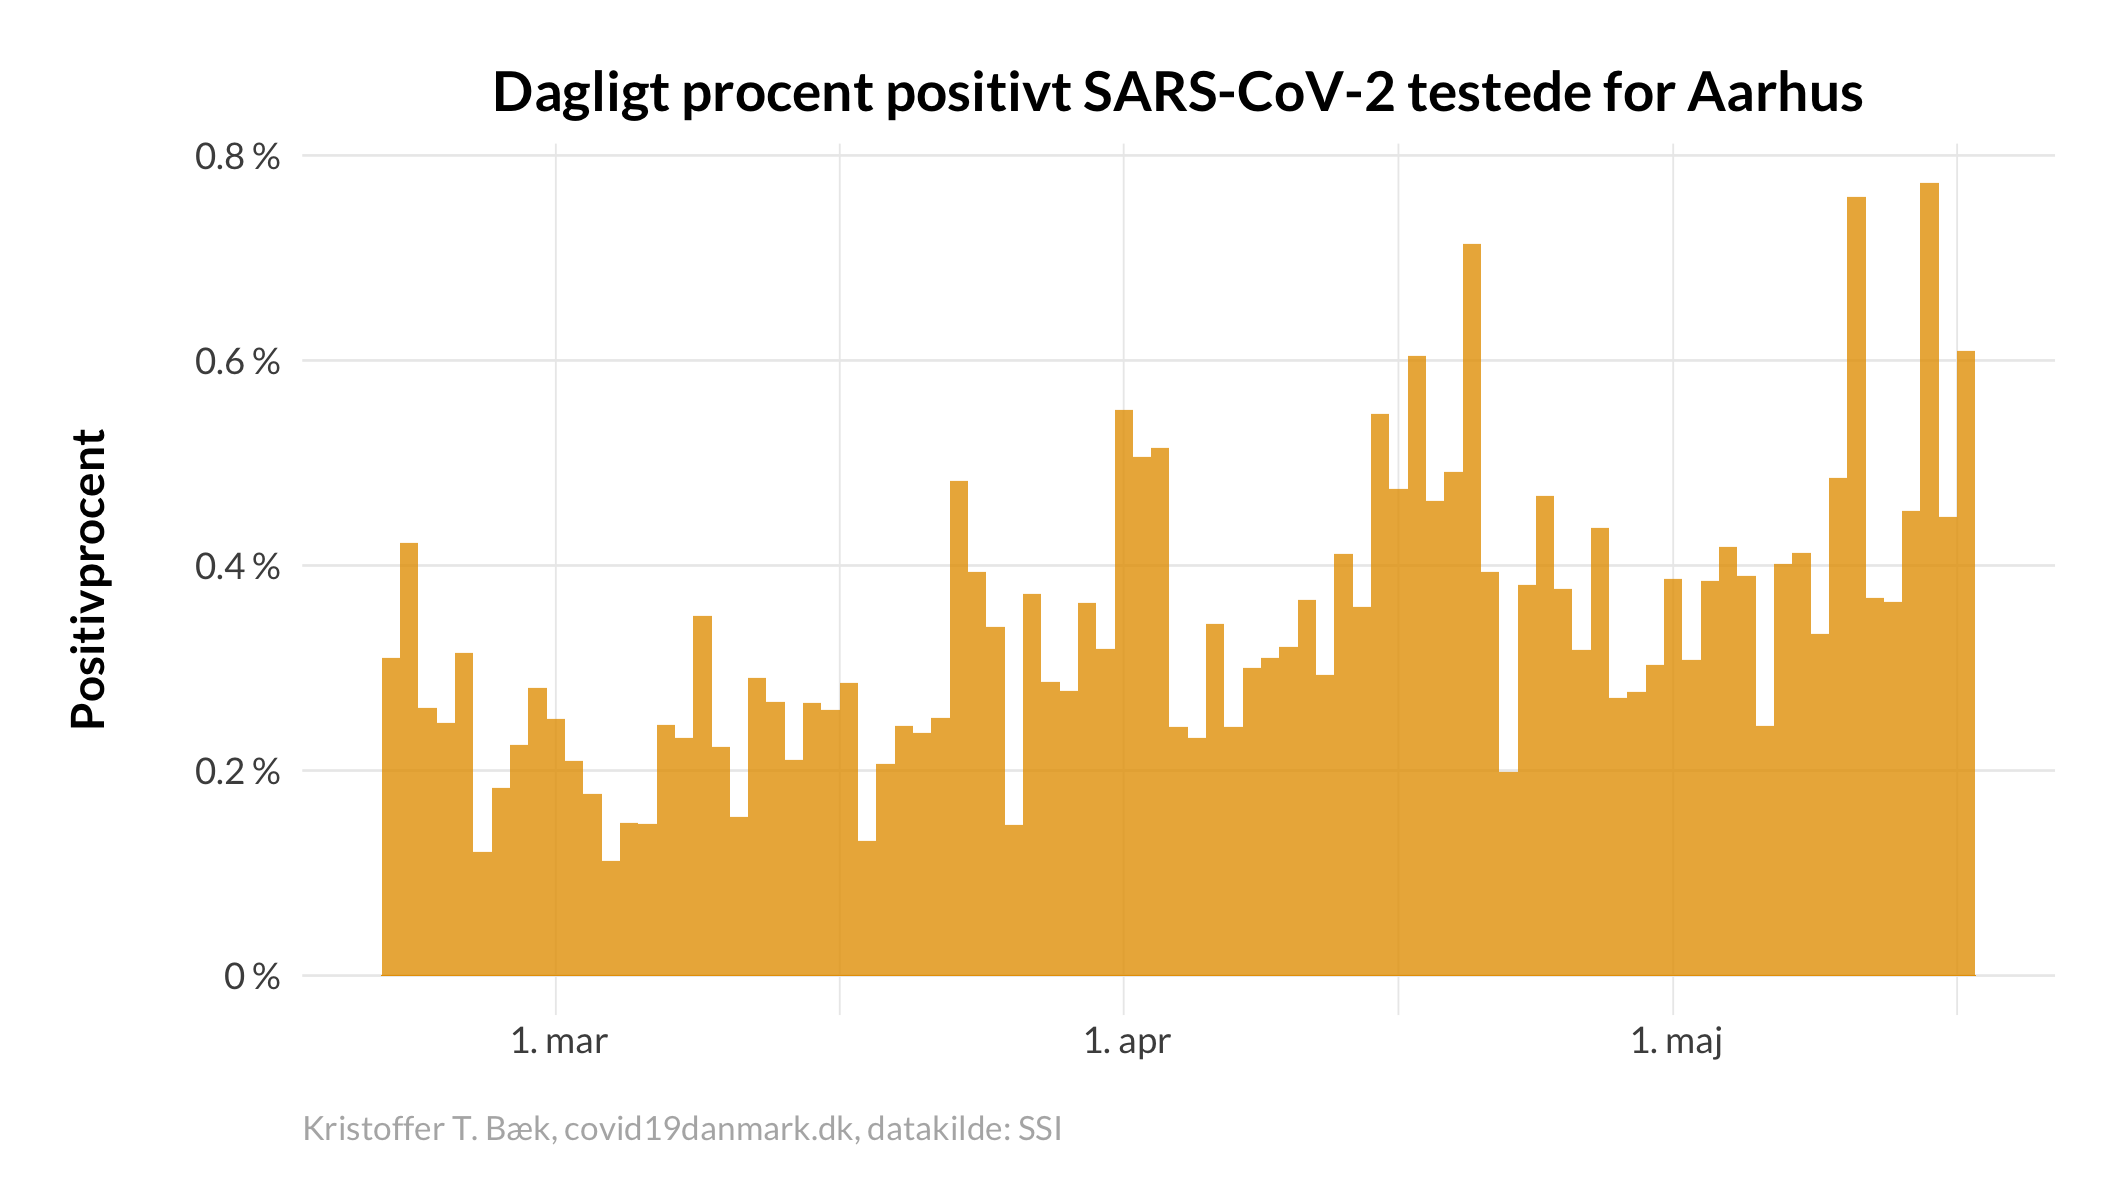 Dagligt procent positivt SARS-CoV-2 testede for Aarhus
0.8 %
0.6 %
0.4 %
0.2 %
0 %
Positivprocent
1. mar
1. apr
1. maj
Kristoffer T. Bæk, covid19danmark.dk, datakilde: SSI